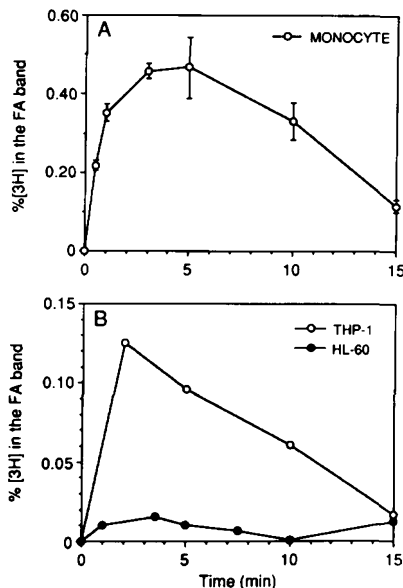 A
MONOCYTE
%[3H] in the FA band
0.60
0.40
0.20
0
0 5 10 15
B
THP-1
HL-60
% [3H] in the FA band
0.15
0.10
0.05
0
0 5 10 15
Time (min)